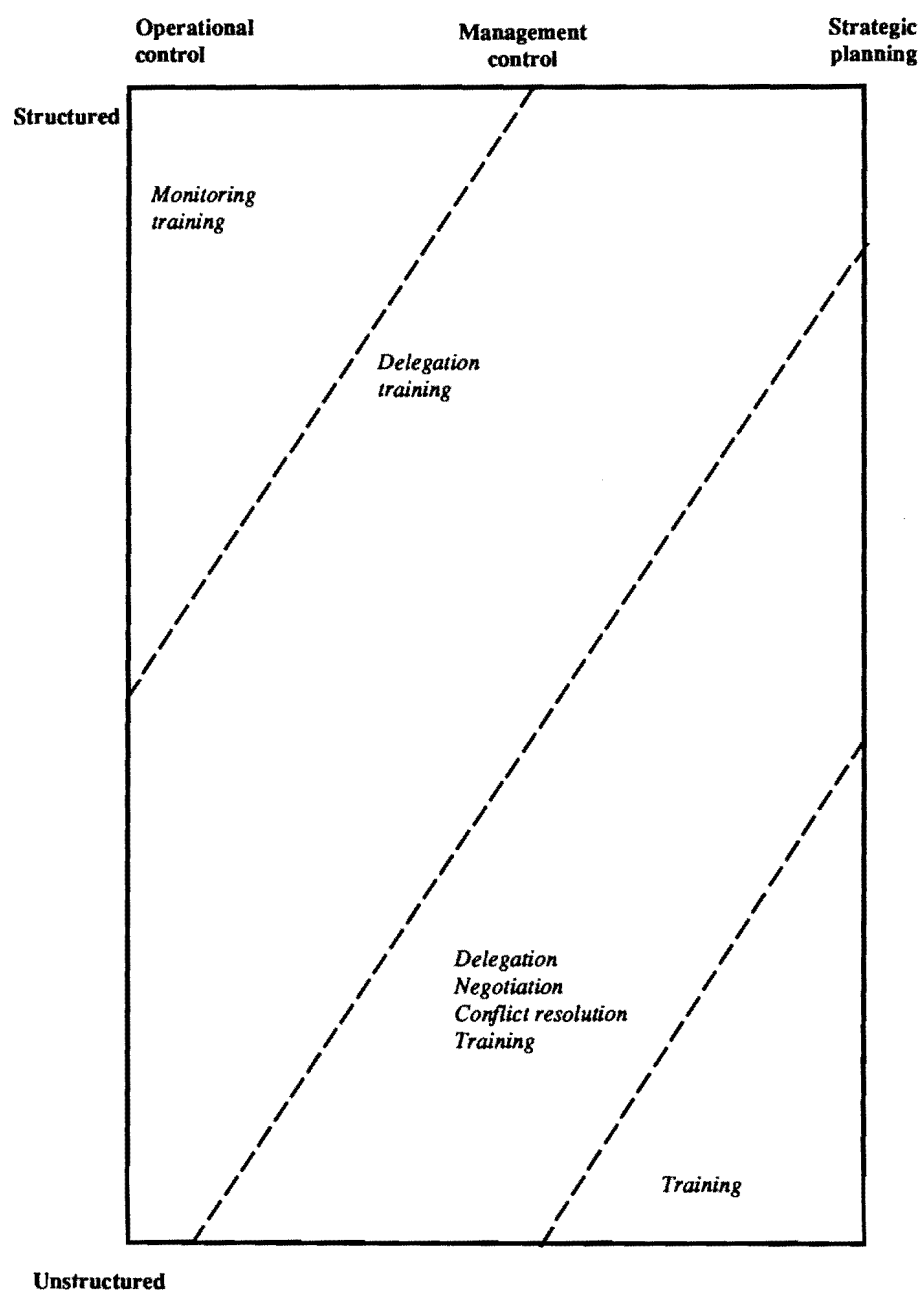 Operational
control
Management
control
Strategic
planning
Structured
Monitoring
training
Delegation
training
Delegation
Negotiation
Conflict resolution
Training
Training
Unstructured